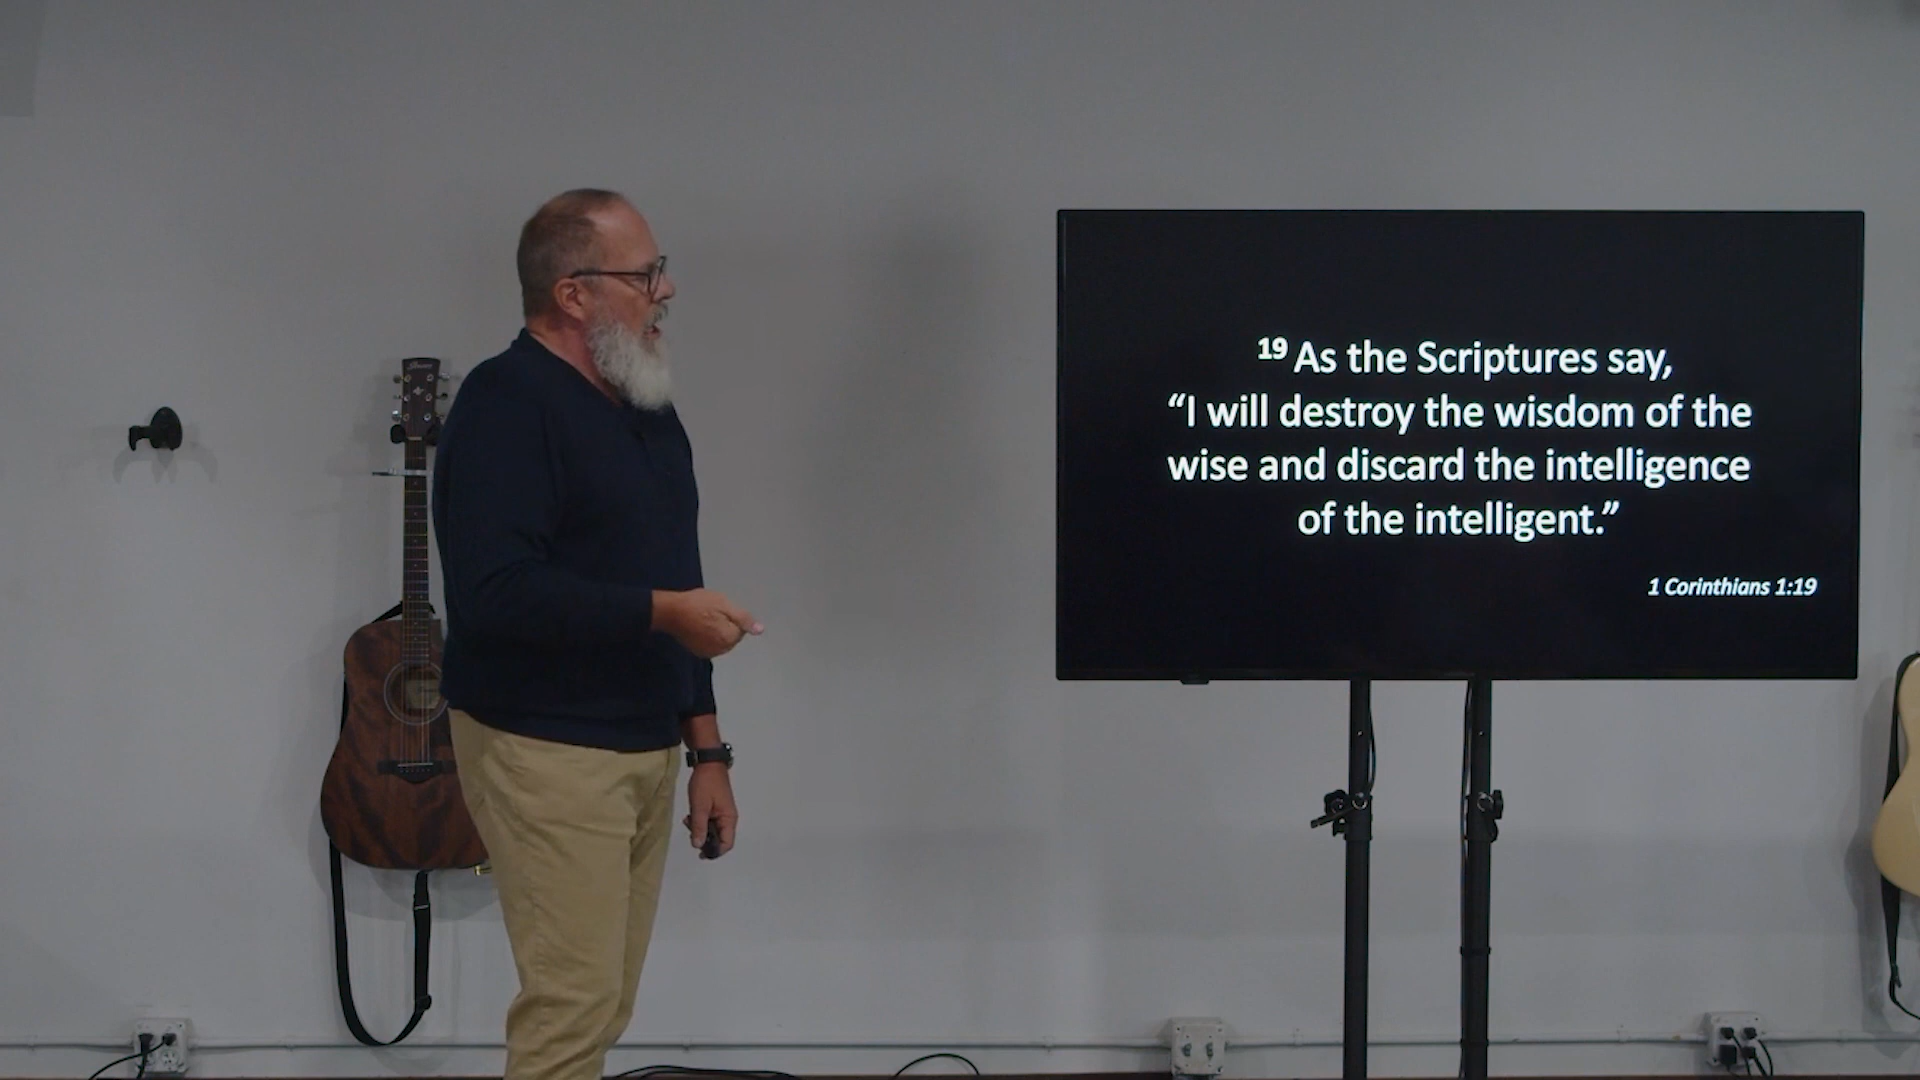 19 As the Scriptures say,
“I will destroy the wisdom of the
wise and discard the intelligence
of the intelligent.”
1 Corinthians 1:19